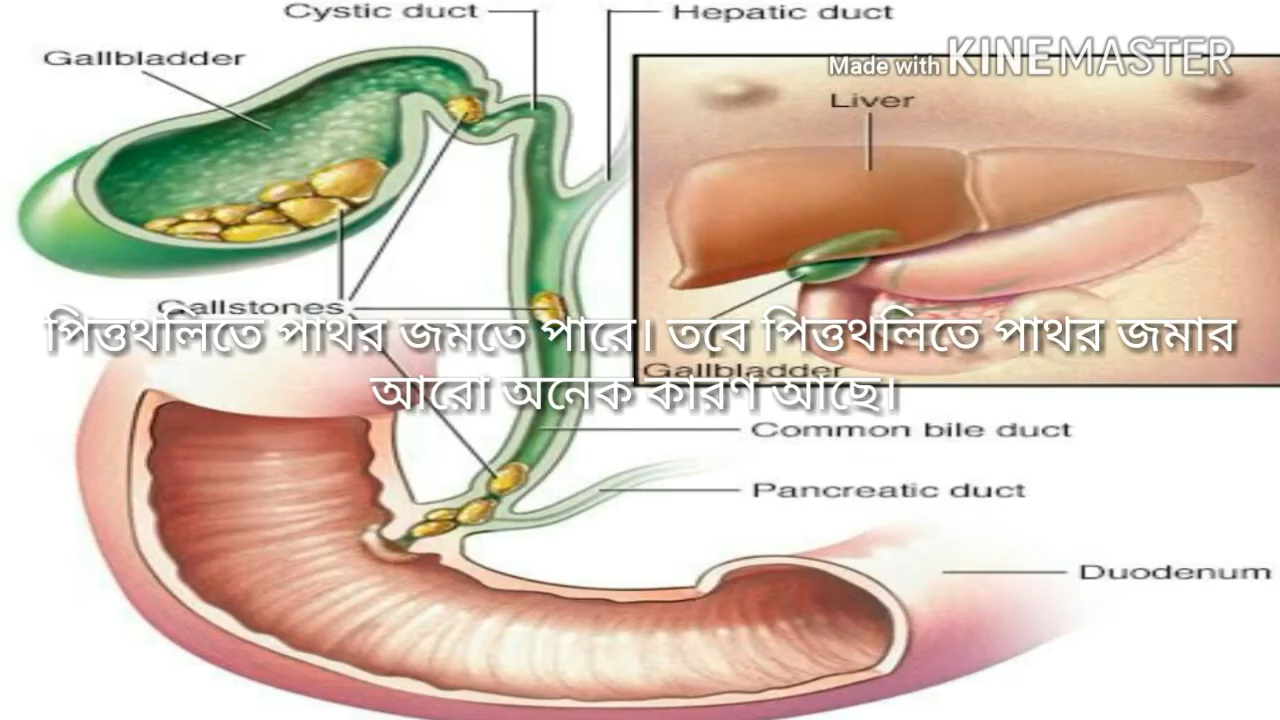 Cystic duct
Hepatic duct
Gallbladder
Made with KINEMASTER
Liver
Gallstones
পিত্তথলিতে পাথর জমতে পারে। তবে পিত্তথলিতে পাথর জমার
Gallbladder
আরো অনেক কারণ আছে।
Common bile duct
Pancreatic duct
Duodenum